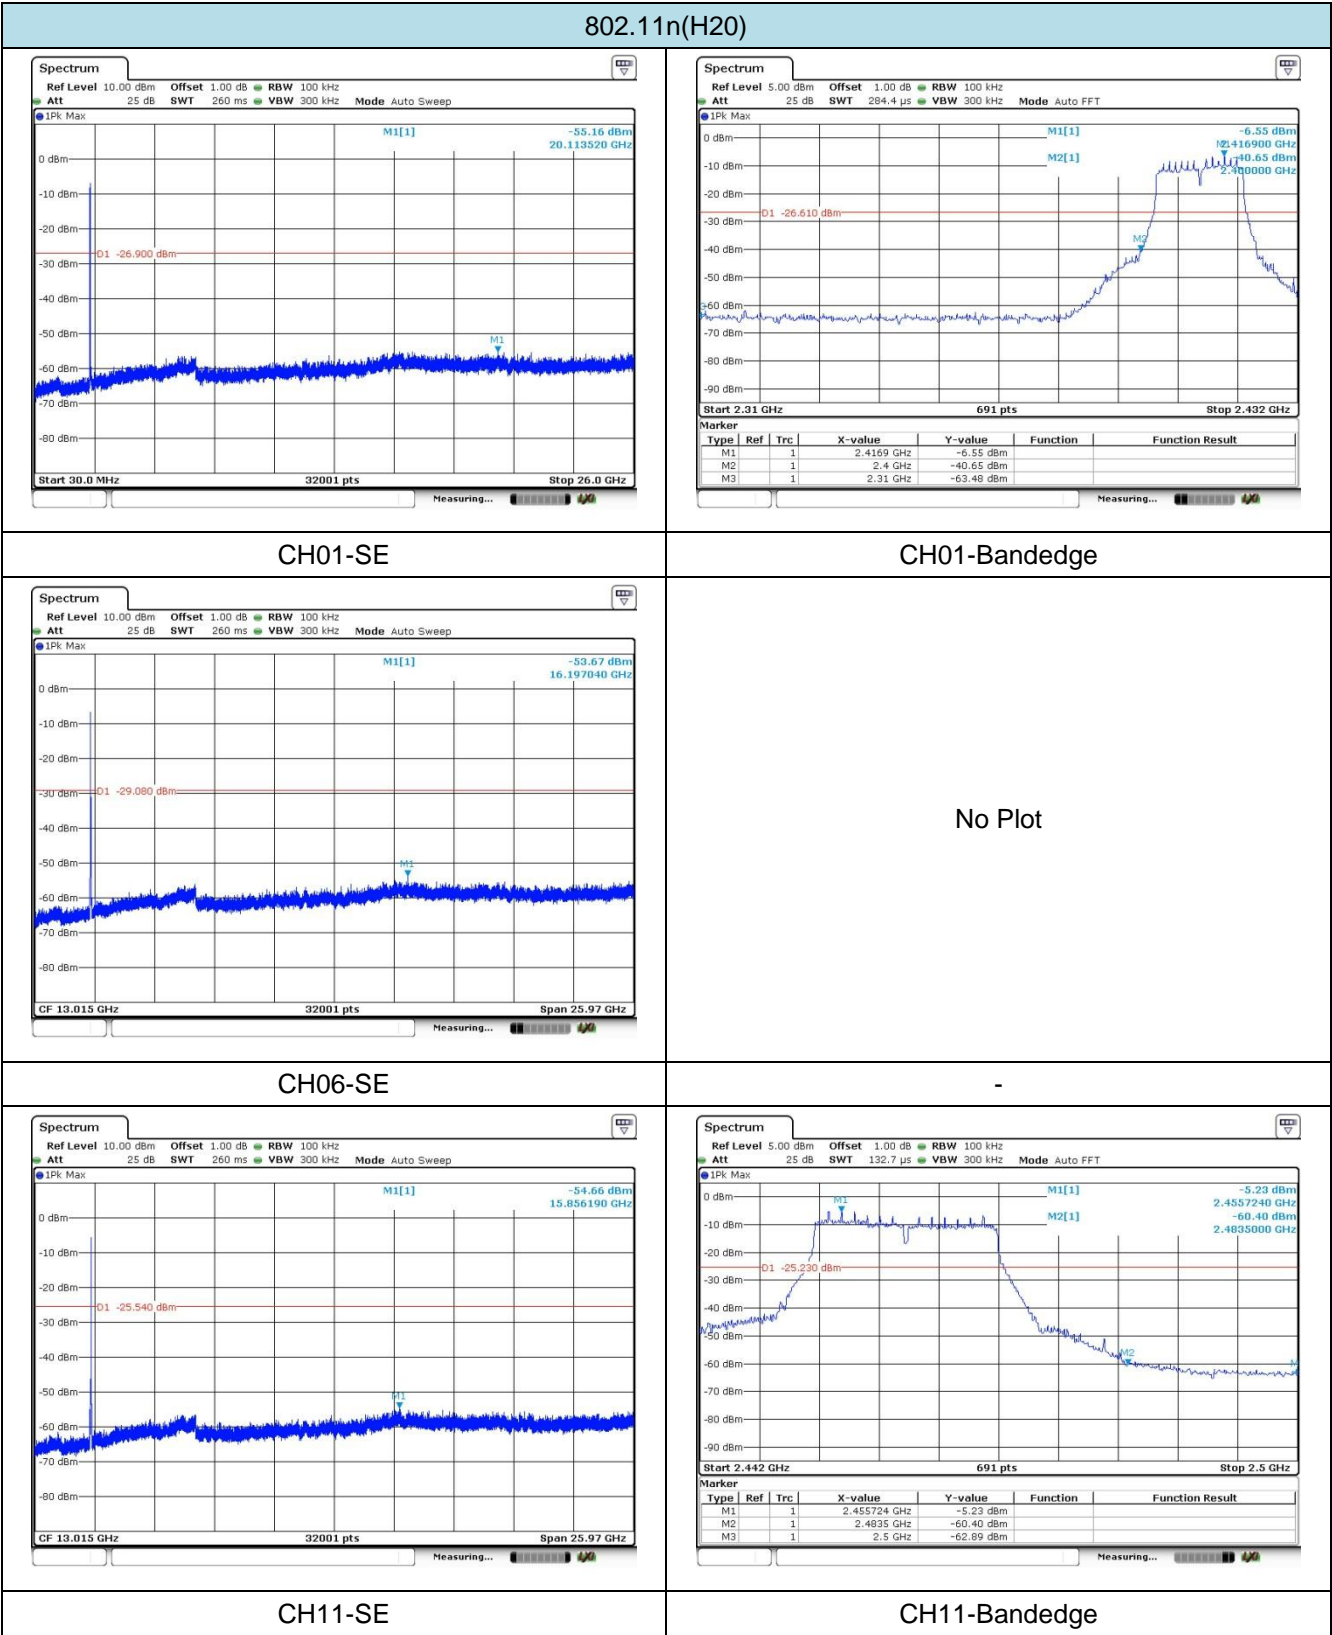 802.11n(H20)
Spectrum
Ref Level 10.00 dBm Offset 1.00 dB RBW 100 kHz
Att 25 dB SWT 260 ms VBW 300 kHz Mode Auto Sweep
1Pk Max
M1[1] -55.16 dBm
20.113520 GHz
0 dBm
-10 dBm
-20 dBm
D1 -26.900 dBm
-30 dBm
-40 dBm
-50 dBm
M1
-60 dBm
-70 dBm
-80 dBm
Start 30.0 MHz 32001 pts Stop 26.0 GHz
Measuring...
Spectrum
Ref Level 5.00 dBm Offset 1.00 dB RBW 100 kHz
Att 25 dB SWT 284.4 µs VBW 300 kHz Mode Auto FFT
1Pk Max
M1[1] -6.55 dBm
0 dBm
2.416900 GHz
M2[1] -40.65 dBm
-10 dBm
2.400000 GHz
-20 dBm
D1 -26.610 dBm
-30 dBm
M2
-40 dBm
-50 dBm
-60 dBm
-70 dBm
-80 dBm
-90 dBm
Start 2.31 GHz 691 pts Stop 2.432 GHz
Marker
Type Ref Trc X-value Y-value Function Function Result
M1 1 2.4169 GHz -6.55 dBm
M2 1 2.4 GHz -40.65 dBm
M3 1 2.31 GHz -63.48 dBm
Measuring...
CH01-SE
CH01-Bandedge
Spectrum
Ref Level 10.00 dBm Offset 1.00 dB RBW 100 kHz
Att 25 dB SWT 260 ms VBW 300 kHz Mode Auto Sweep
1Pk Max
M1[1] -53.67 dBm
16.197040 GHz
0 dBm
-10 dBm
-20 dBm
-30 dBm D1 -29.080 dBm
-40 dBm
-50 dBm
M1
-60 dBm
-70 dBm
-80 dBm
CF 13.015 GHz 32001 pts Span 25.97 GHz
Measuring...
No Plot
CH06-SE
-
Spectrum
Ref Level 10.00 dBm Offset 1.00 dB RBW 100 kHz
Att 25 dB SWT 260 ms VBW 300 kHz Mode Auto Sweep
1Pk Max
M1[1] -54.66 dBm
15.856190 GHz
0 dBm
-10 dBm
-20 dBm
D1 -25.540 dBm
-30 dBm
-40 dBm
-50 dBm
M1
-60 dBm
-70 dBm
-80 dBm
CF 13.015 GHz 32001 pts Span 25.97 GHz
Measuring...
Spectrum
Ref Level 5.00 dBm Offset 1.00 dB RBW 100 kHz
Att 25 dB SWT 132.7 µs VBW 300 kHz Mode Auto FFT
1Pk Max
M1[1] -5.23 dBm
0 dBm M1
2.4557240 GHz
M2[1] -60.40 dBm
-10 dBm
2.4835000 GHz
-20 dBm
D1 -25.230 dBm
-30 dBm
-40 dBm
-50 dBm
M2
-60 dBm
-70 dBm
-80 dBm
-90 dBm
Start 2.442 GHz 691 pts Stop 2.5 GHz
Marker
Type Ref Trc X-value Y-value Function Function Result
M1 1 2.455724 GHz -5.23 dBm
M2 1 2.4835 GHz -60.40 dBm
M3 1 2.5 GHz -62.89 dBm
Measuring...
CH11-SE
CH11-Bandedge